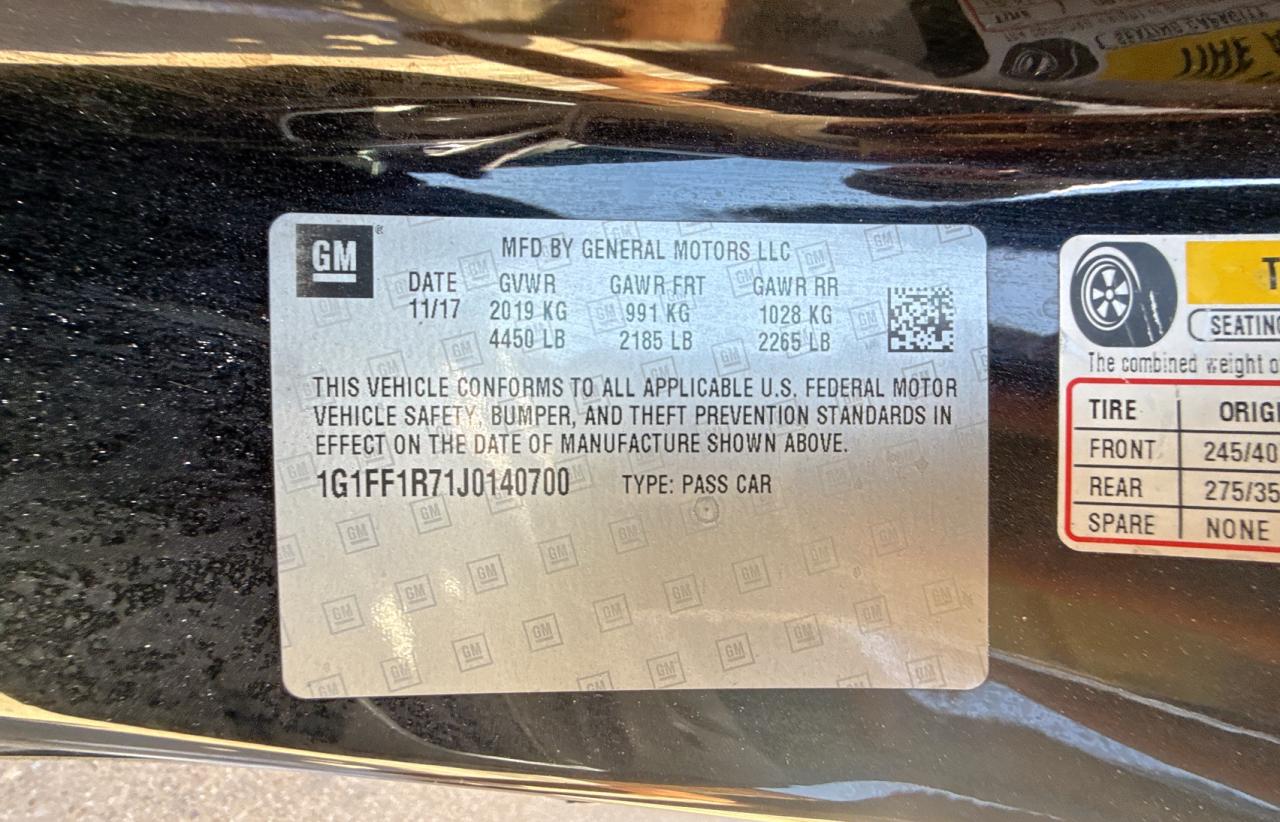 GM
MFD BY GENERAL MOTORS LLC
DATE GVWR GAWR FRT GAWR RR
11/17 2019 KG 991 KG 1028 KG
4450 LB 2185 LB 2265 LB
THIS VEHICLE CONFORMS TO ALL APPLICABLE U.S. FEDERAL MOTOR
VEHICLE SAFETY, BUMPER, AND THEFT PREVENTION STANDARDS IN
EFFECT ON THE DATE OF MANUFACTURE SHOWN ABOVE.
1G1FF1R71J0140700 TYPE: PASS CAR
T
SEATING
The combined weight o
TIRE ORIG
FRONT 245/40
REAR 275/35
SPARE NONE